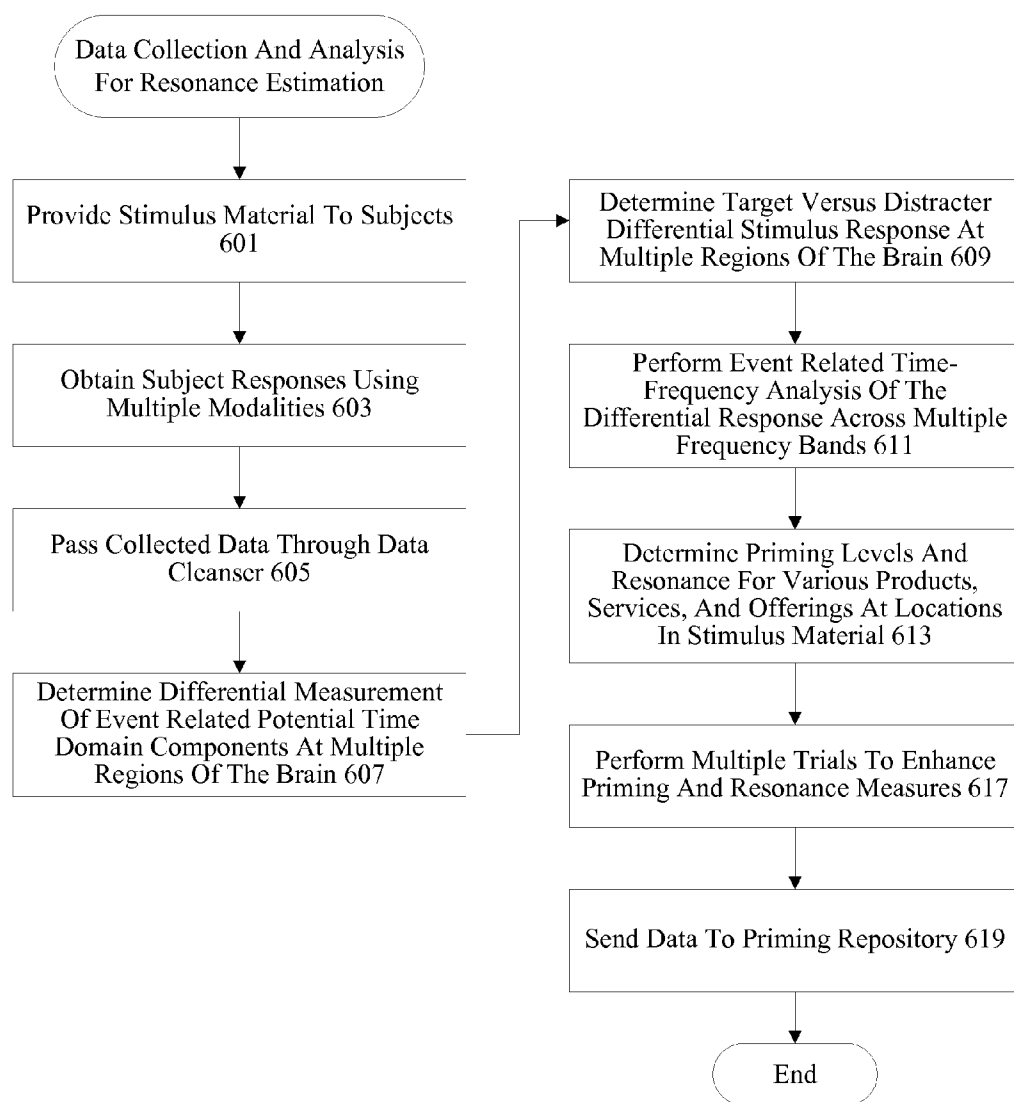 Data Collection And Analysis
For Resonance Estimation
Provide Stimulus Material To Subjects
601
Obtain Subject Responses Using
Multiple Modalities 603
Pass Collected Data Through Data
Cleanser 605
Determine Differential Measurement
Of Event Related Potential Time
Domain Components At Multiple
Regions Of The Brain 607
Determine Target Versus Distracter
Differential Stimulus Response At
Multiple Regions Of The Brain 609
Perform Event Related Time-
Frequency Analysis Of The
Differential Response Across Multiple
Frequency Bands 611
Determine Priming Levels And
Resonance For Various Products,
Services, And Offerings At Locations
In Stimulus Material 613
Perform Multiple Trials To Enhance
Priming And Resonance Measures 617
Send Data To Priming Repository 619
End